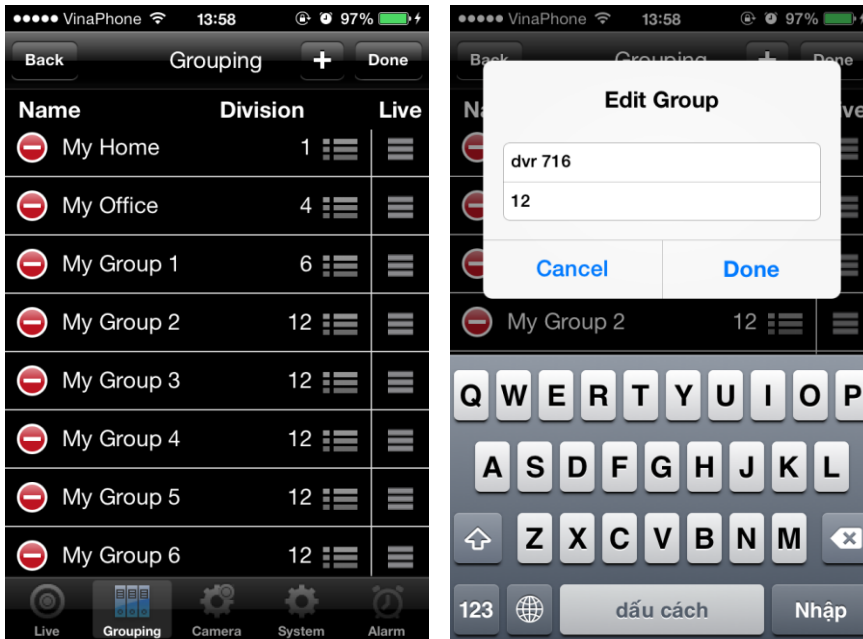 VinaPhone 13:58 97%
Back Grouping + Done
Name Division Live
My Home 1
My Office 4
My Group 1 6
My Group 2 12
My Group 3 12
My Group 4 12
My Group 5 12
My Group 6 12
Live Grouping Camera System Alarm
VinaPhone 13:58 97%
Back Grouping + Done
Edit Group
dvr 716
12
Cancel Done
My Group 2 12
Q W E R T Y U I O P
A S D F G H J K L
Z X C V B N M
123 dấu cách Nhập